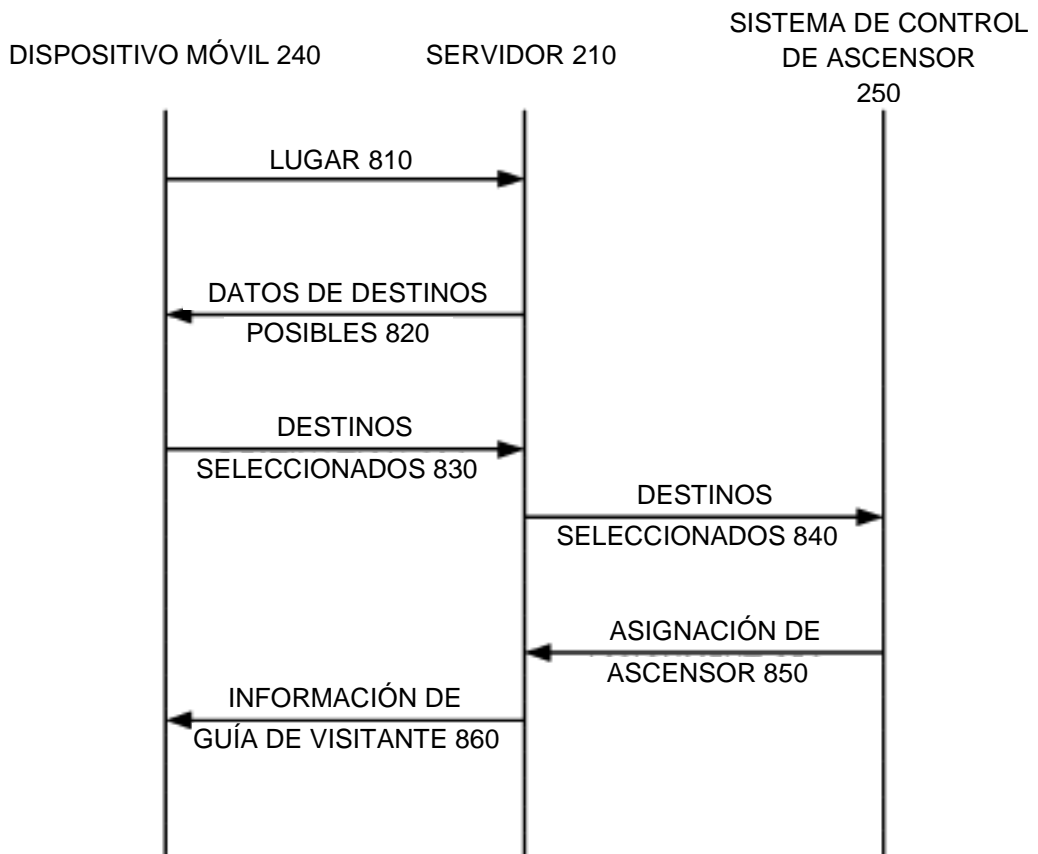 DISPOSITIVO MÓVIL 240
SERVIDOR 210
SISTEMA DE CONTROL
DE ASCENSOR
250
LUGAR 810
DATOS DE DESTINOS
POSIBLES 820
DESTINOS
SELECCIONADOS 830
DESTINOS
SELECCIONADOS 840
ASIGNACIÓN DE
ASCENSOR 850
INFORMACIÓN DE
GUÍA DE VISITANTE 860